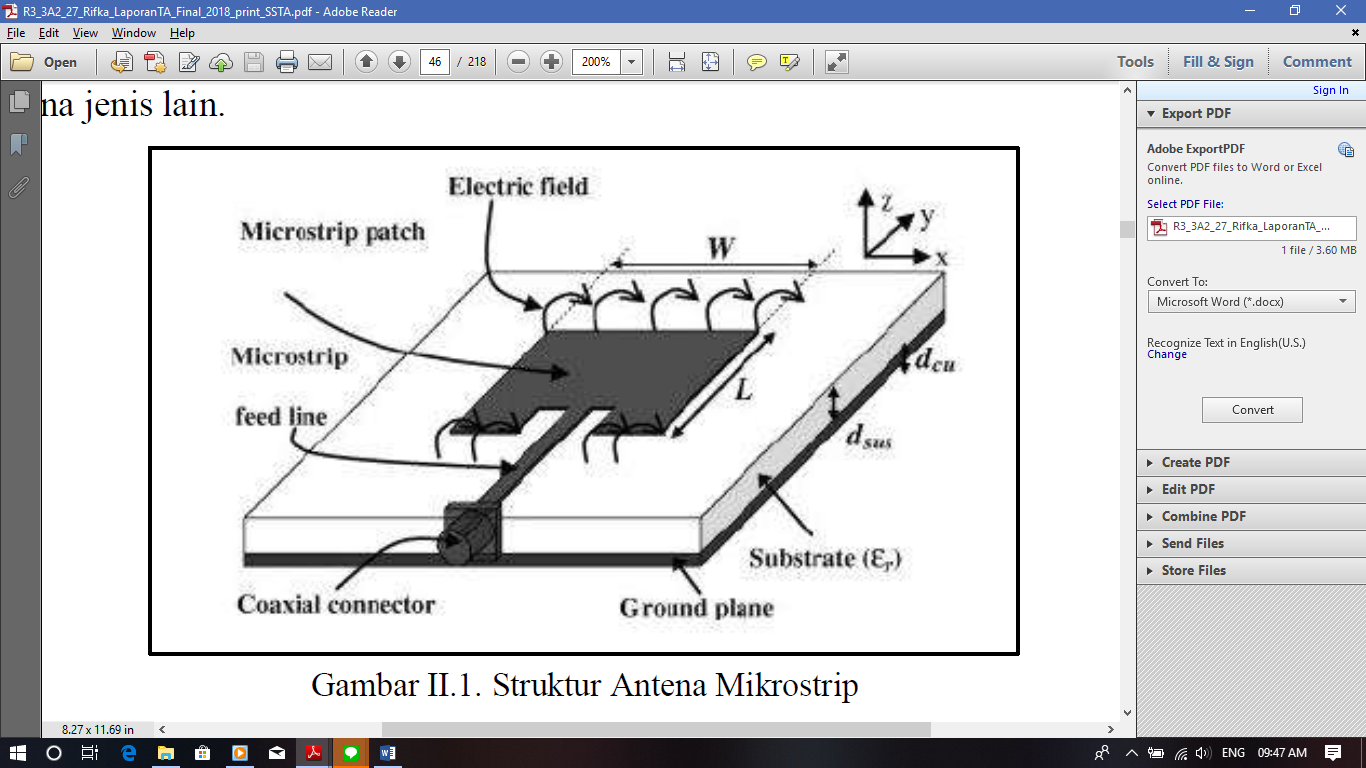 R3_3A2_27_Rifka_LaporanTA_Final_2018_print_SSTA.pdf - Adobe Reader
File Edit View Window Help
Open 46 / 218 200% Tools Fill & Sign Comment
Sign In
na jenis lain.
Electric field
Microstrip patch
W
z
y
x
Microstrip
feed line
L
dcu
dsus
Substrate (εr)
Coaxial connector
Ground plane
Gambar II.1. Struktur Antena Mikrostrip
8.27 x 11.69 in
Export PDF
Adobe ExportPDF
Convert PDF files to Word or Excel
online.
Select PDF File:
R3_3A2_27_Rifka_LaporanTA_...
1 file / 3.60 MB
Convert To:
Microsoft Word (*.docx)
Recognize Text in English(U.S.)
Change
Convert
Create PDF
Edit PDF
Combine PDF
Send Files
Store Files
ENG 09:47 AM